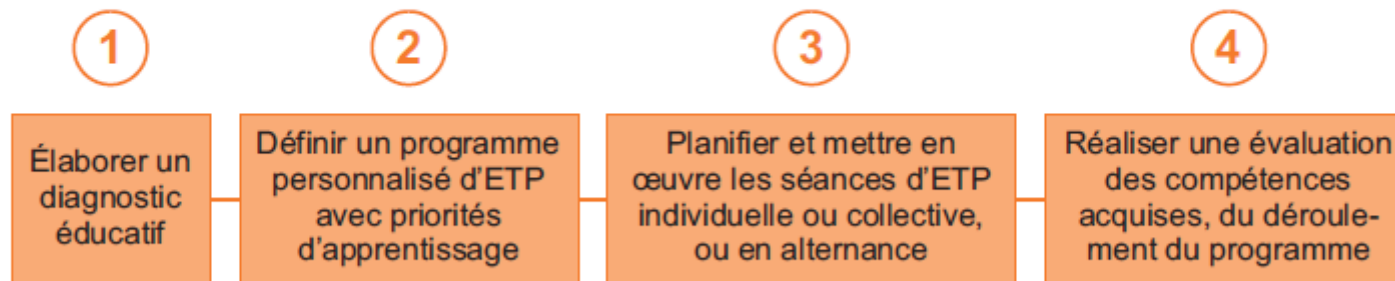 1
Élaborer un
diagnostic
éducatif
2
Définir un programme
personnalisé d’ETP
avec priorités
d’apprentissage
3
Planifier et mettre en
œuvre les séances d’ETP
individuelle ou collective,
ou en alternance
4
Réaliser une évaluation
des compétences
acquises, du déroule-
ment du programme